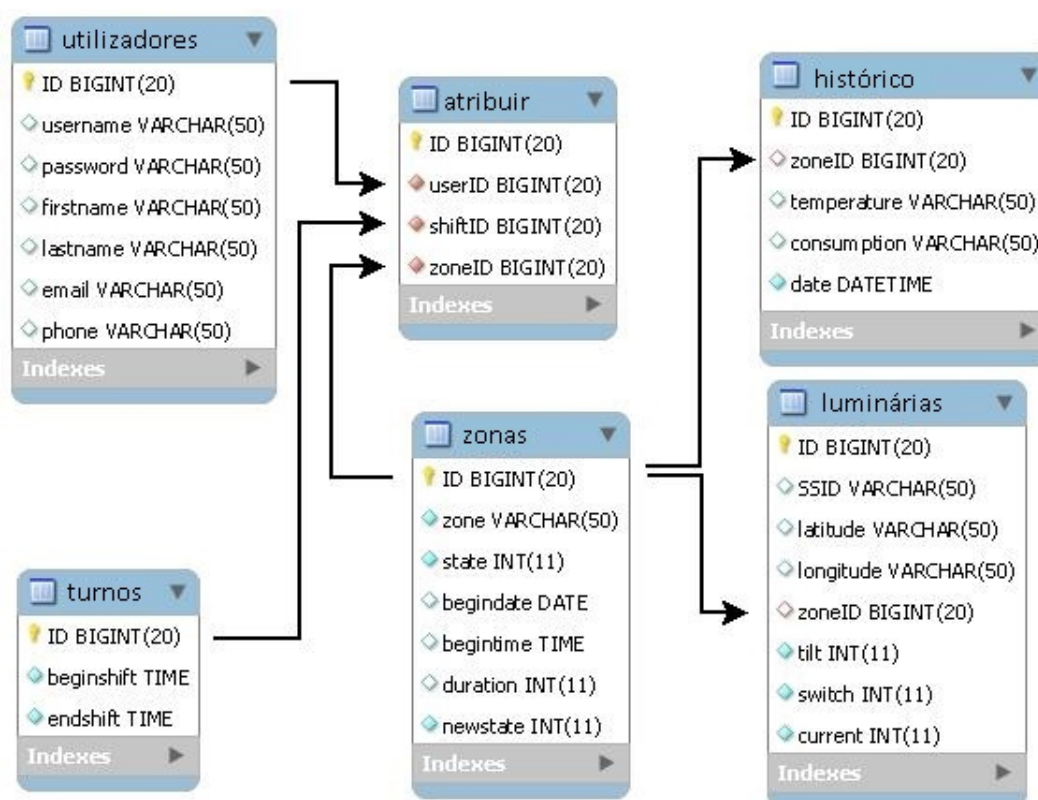 utilizadores
ID BIGINT(20)
username VARCHAR(50)
password VARCHAR(50)
firstname VARCHAR(50)
lastname VARCHAR(50)
email VARCHAR(50)
phone VARCHAR(50)
Indexes
atribuir
ID BIGINT(20)
userID BIGINT(20)
shiftID BIGINT(20)
zoneID BIGINT(20)
Indexes
histórico
ID BIGINT(20)
zoneID BIGINT(20)
temperature VARCHAR(50)
consumption VARCHAR(50)
date DATETIME
Indexes
turnos
ID BIGINT(20)
beginshift TIME
endshift TIME
Indexes
zonas
ID BIGINT(20)
zone VARCHAR(50)
state INT(11)
begindate DATE
begintime TIME
duration INT(11)
newstate INT(11)
Indexes
luminárias
ID BIGINT(20)
SSID VARCHAR(50)
latitude VARCHAR(50)
longitude VARCHAR(50)
zoneID BIGINT(20)
tilt INT(11)
switch INT(11)
current INT(11)
Indexes